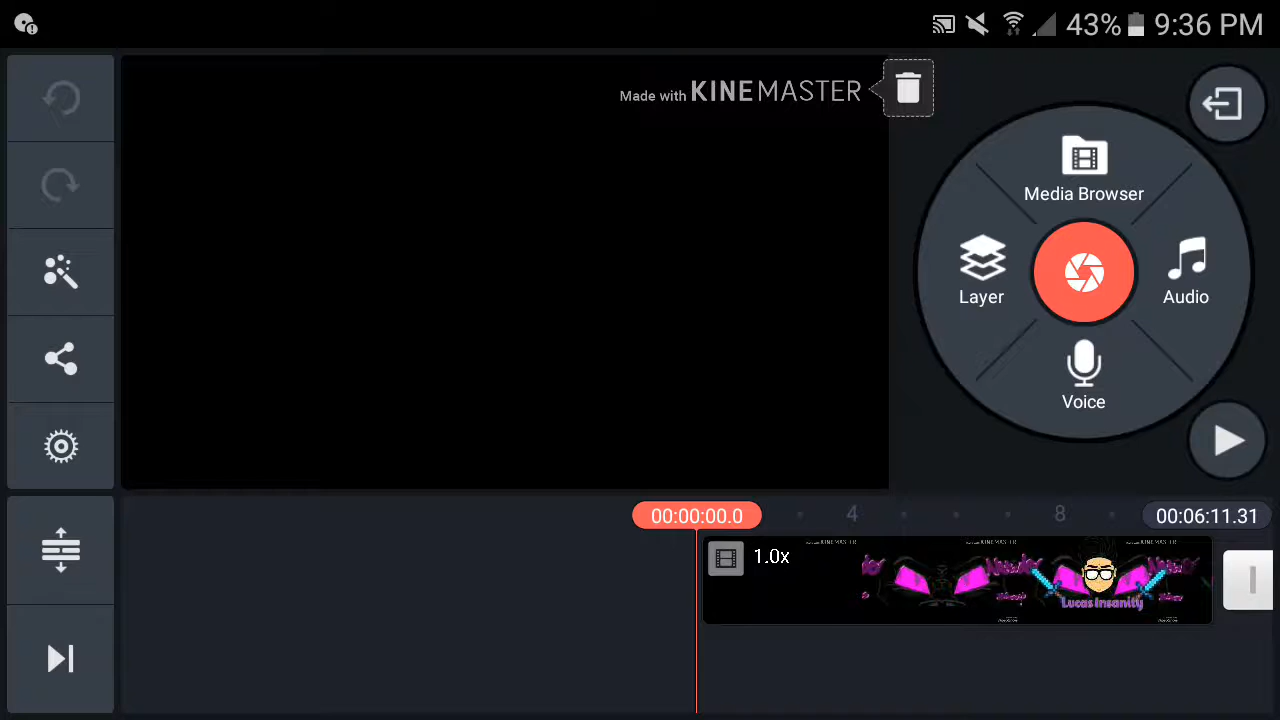 43% 9:36 PM
Made with KINEMASTER
Media Browser
Layer
Audio
Voice
00:00:00.0
4
8
00:06:11.31
1.0x
Lucas Insanity